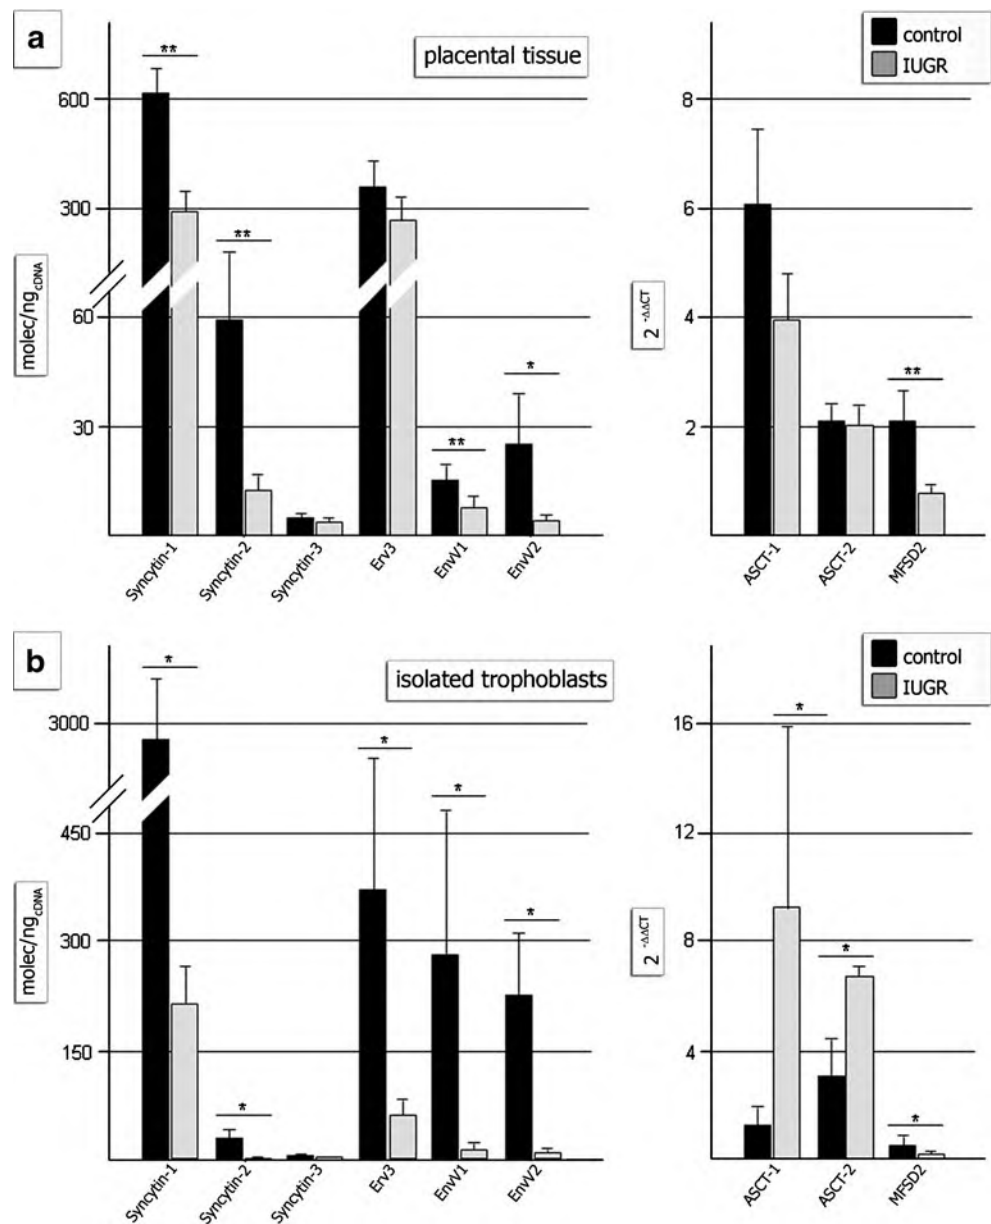 a
placental tissue
control
IUGR
**
600
300
60
30
molec/ng cDNA
**
**
*
Syncytin-1
Syncytin-2
Syncytin-3
Erv3
EnvV1
EnvV2
8
6
4
2
2 -ΔΔCT
**
ASCT-1
ASCT-2
MFSD2
b
isolated trophoblasts
control
IUGR
*
3000
450
300
150
molec/ng cDNA
*
*
*
*
Syncytin-1
Syncytin-2
Syncytin-3
Erv3
EnvV1
EnvV2
16
12
8
4
2 -ΔΔCT
*
*
*
ASCT-1
ASCT-2
MFSD2